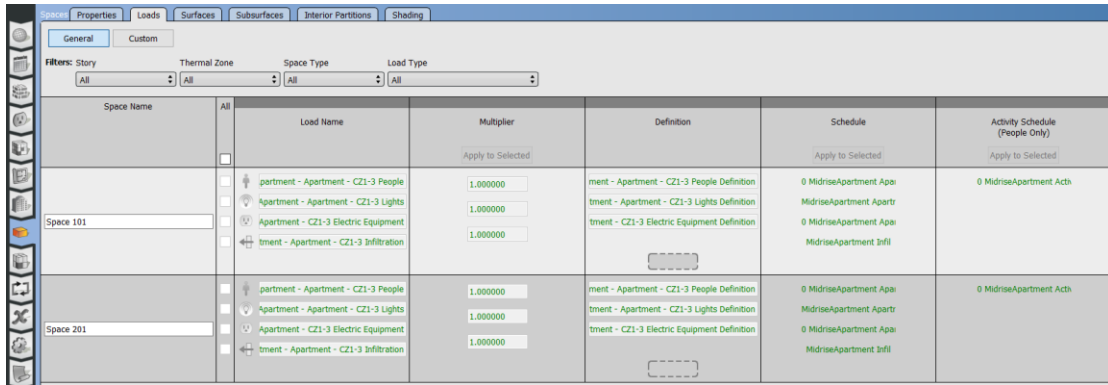 Spaces Properties Loads Surfaces Subsurfaces Interior Partitions Shading
General Custom
Filters: Story Thermal Zone Space Type Load Type
All All All All
Space Name All Load Name Multiplier Definition Schedule Activity Schedule
(People Only)
Apply to Selected Apply to Selected Apply to Selected
partment - Apartment - CZ1-3 People 1.000000 ment - Apartment - CZ1-3 People Definition 0 MidriseApartment Apar 0 MidriseApartment Activ
Apartment - Apartment - CZ1-3 Lights 1.000000 tment - Apartment - CZ1-3 Lights Definition MidriseApartment Apartr
Space 101 Apartment - CZ1-3 Electric Equipment 1.000000 tment - CZ1-3 Electric Equipment Definition 0 MidriseApartment Apar
tment - Apartment - CZ1-3 Infiltration MidriseApartment Infil
partment - Apartment - CZ1-3 People 1.000000 ment - Apartment - CZ1-3 People Definition 0 MidriseApartment Apar 0 MidriseApartment Activ
Apartment - Apartment - CZ1-3 Lights 1.000000 tment - Apartment - CZ1-3 Lights Definition MidriseApartment Apartr
Space 201 Apartment - CZ1-3 Electric Equipment 1.000000 tment - CZ1-3 Electric Equipment Definition 0 MidriseApartment Apar
tment - Apartment - CZ1-3 Infiltration MidriseApartment Infil